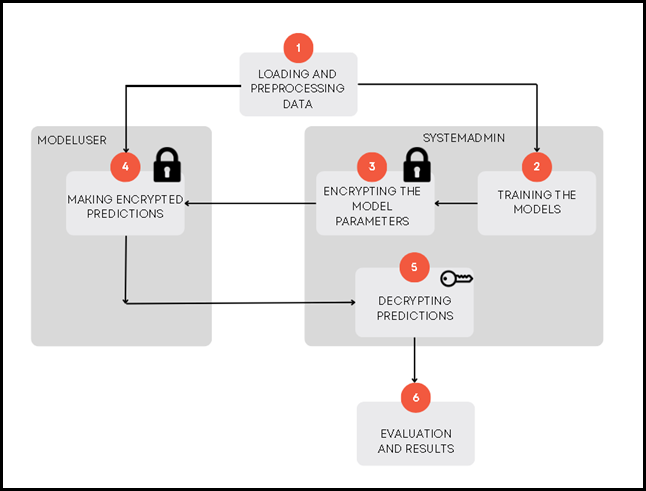 1
LOADING AND
PREPROCESSING
DATA
MODELUSER
SYSTEMADMIN
4
MAKING ENCRYPTED
PREDICTIONS
3
ENCRYPTING THE
MODEL
PARAMETERS
2
TRAINING THE
MODELS
5
DECRYPTING
PREDICTIONS
6
EVALUATION
AND RESULTS